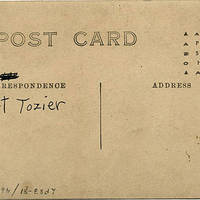 POST CARD
RESPONDENCE
ADDRESS
t Tozier